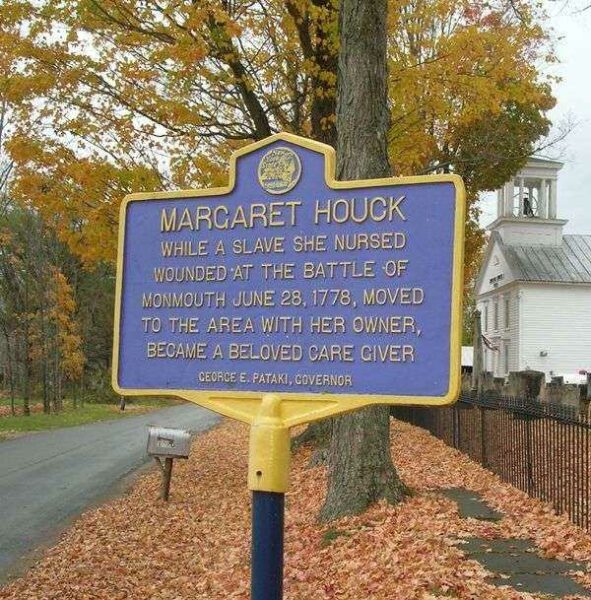 MARGARET HOUCK
WHILE A SLAVE SHE NURSED
WOUNDED AT THE BATTLE OF
MONMOUTH JUNE 28, 1778, MOVED
TO THE AREA WITH HER OWNER,
BECAME A BELOVED CARE GIVER
GEORGE E. PATAKI, GOVERNOR